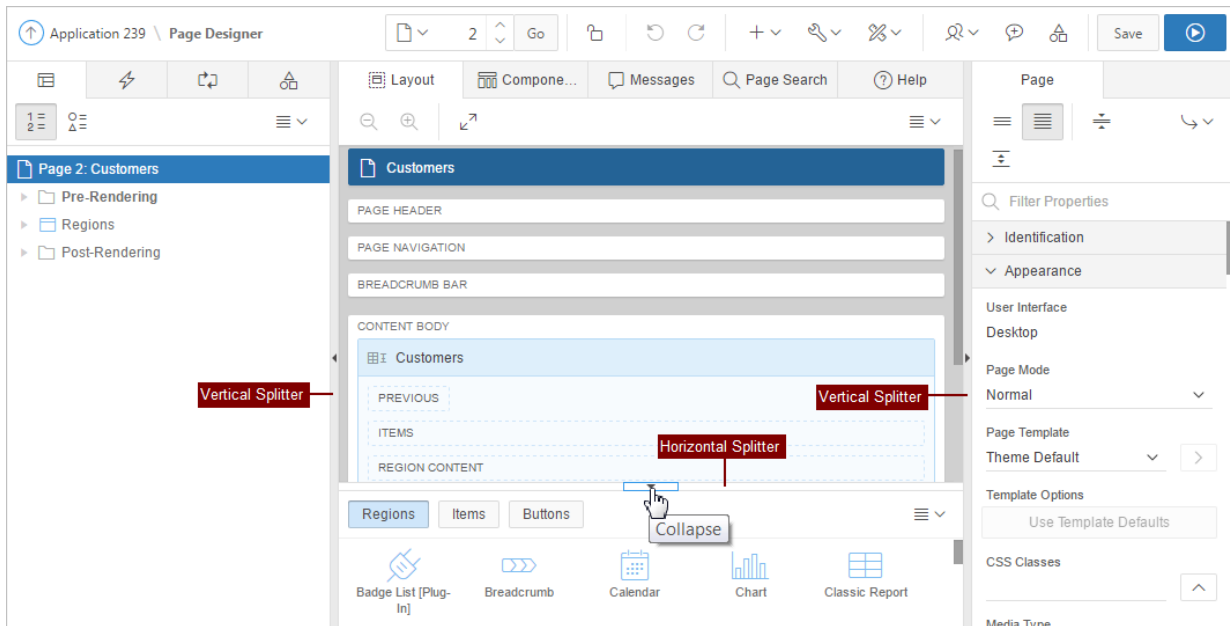 Application 239 \ Page Designer
2
Go
Save
Layout
Compone...
Messages
Page Search
Help
Page
1
2
Page 2: Customers
Pre-Rendering
Regions
Post-Rendering
Customers
PAGE HEADER
PAGE NAVIGATION
BREADCRUMB BAR
CONTENT BODY
Customers
PREVIOUS
ITEMS
REGION CONTENT
Vertical Splitter
Vertical Splitter
Horizontal Splitter
Collapse
Regions
Items
Buttons
Badge List [Plug-
In]
Breadcrumb
Calendar
Chart
Classic Report
Filter Properties
Identification
Appearance
User Interface
Desktop
Page Mode
Normal
Page Template
Theme Default
Template Options
Use Template Defaults
CSS Classes
Media Type